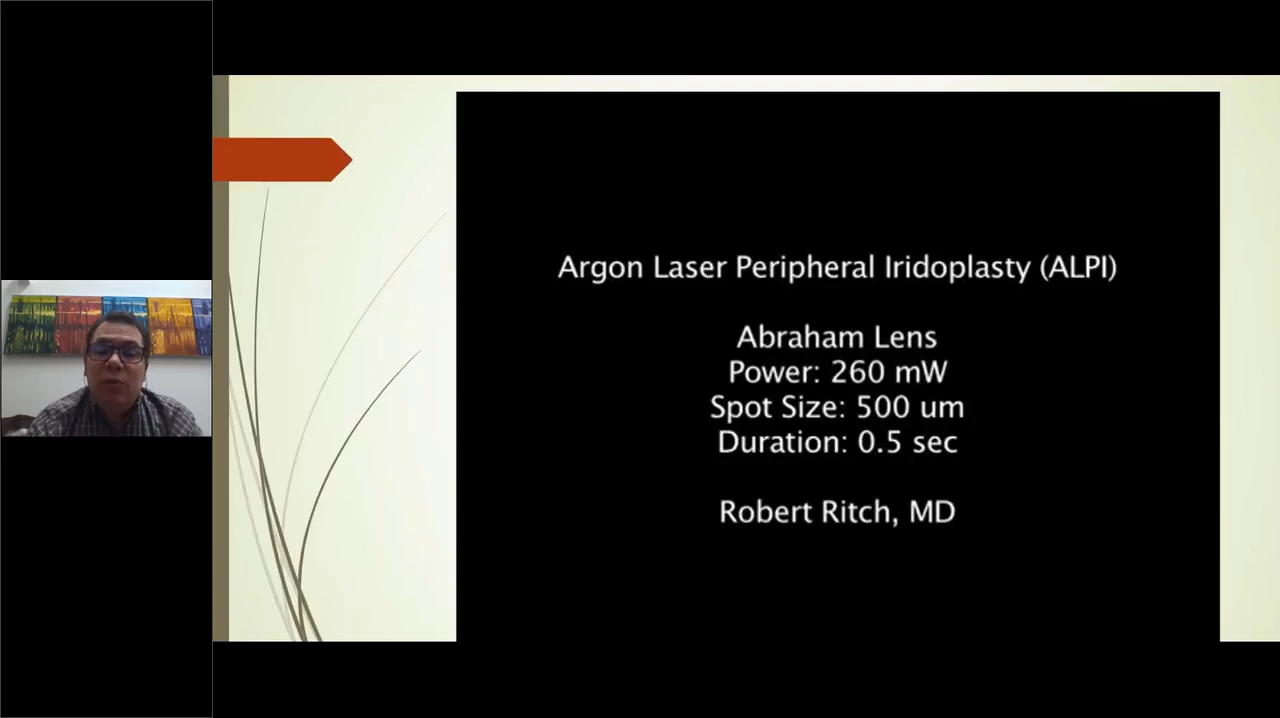 Argon Laser Peripheral Iridoplasty (ALPI)
Abraham Lens
Power: 260 mW
Spot Size: 500 um
Duration: 0.5 sec
Robert Ritch, MD